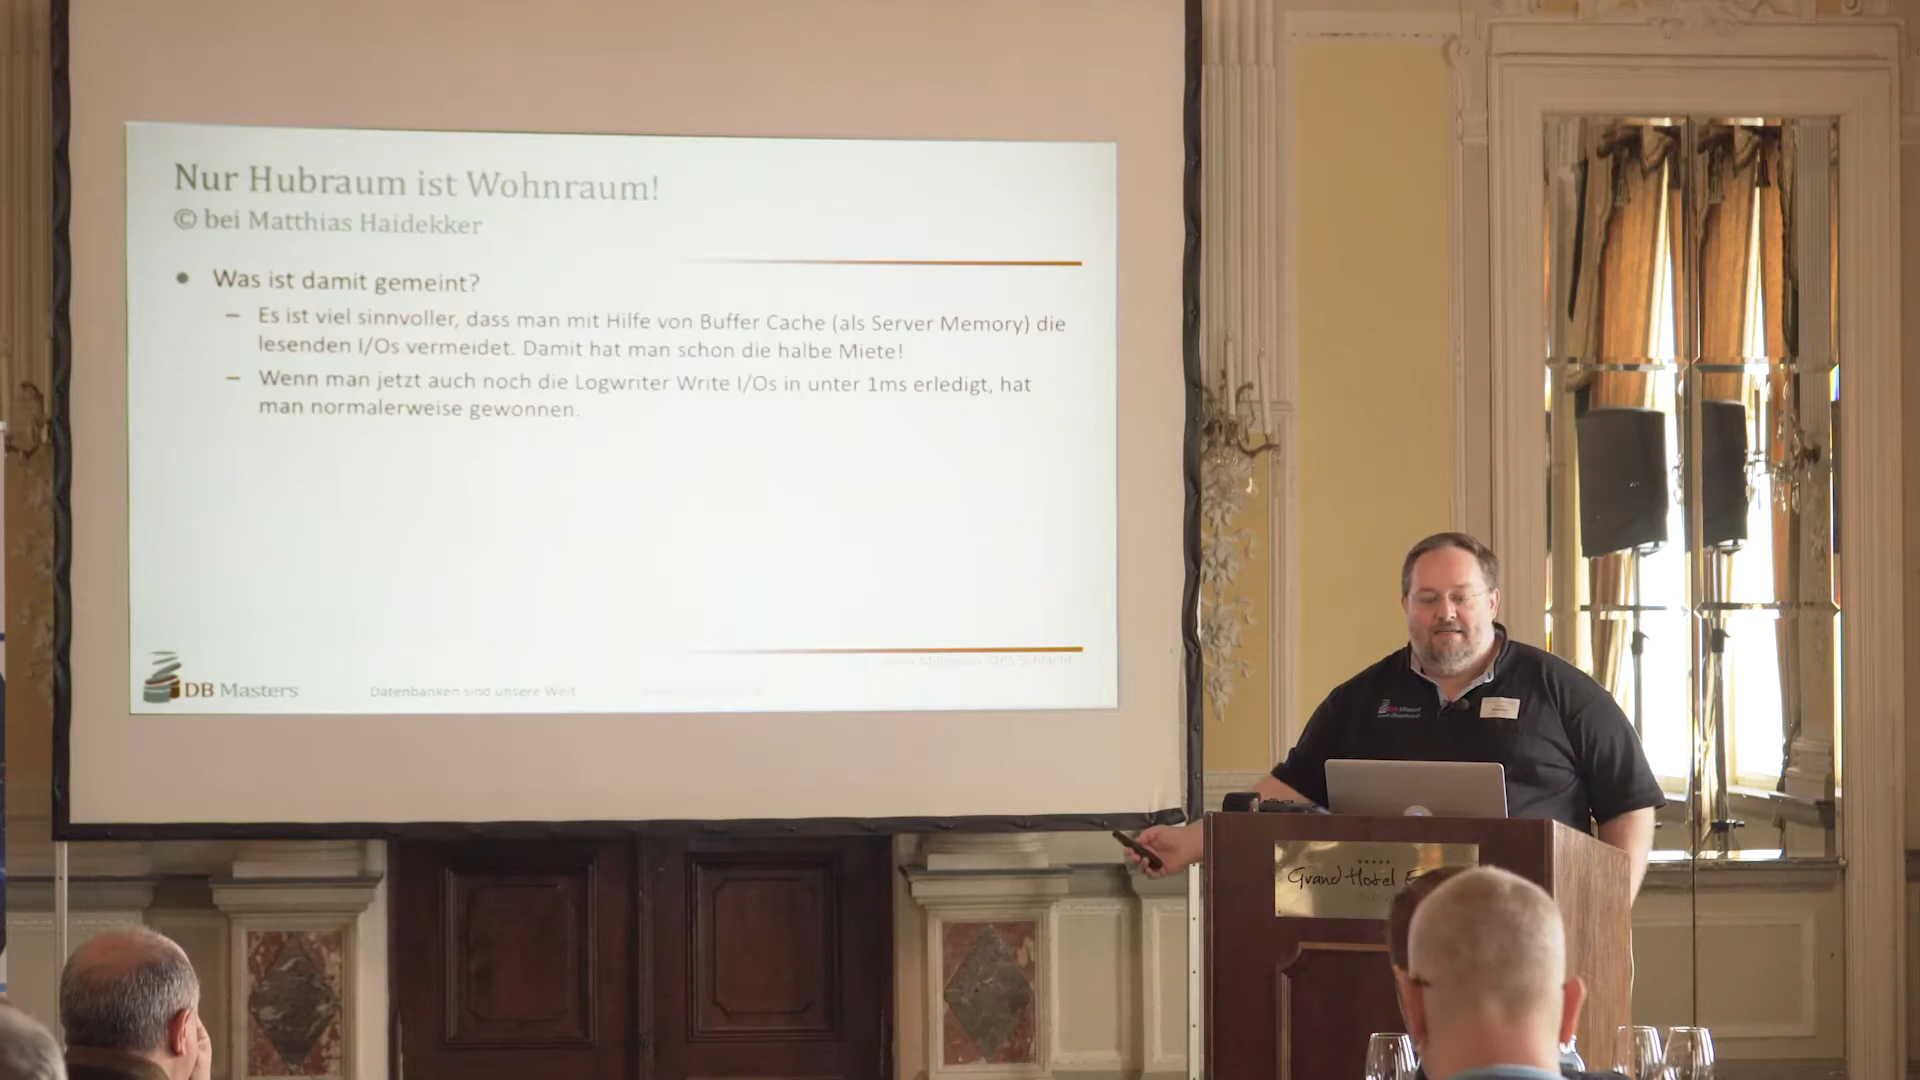 Nur Hubraum ist Wohnraum!
© bei Matthias Haidekker
• Was ist damit gemeint?
– Es ist viel sinnvoller, dass man mit Hilfe von Buffer Cache (als Server Memory) die
lesenden I/Os vermeidet. Damit hat man schon die halbe Miete!
– Wenn man jetzt auch noch die Logwriter Write I/Os in unter 1ms erledigt, hat
man normalerweise gewonnen.
DB Masters
Datenbanken sind unsere Welt
Grand Hotel